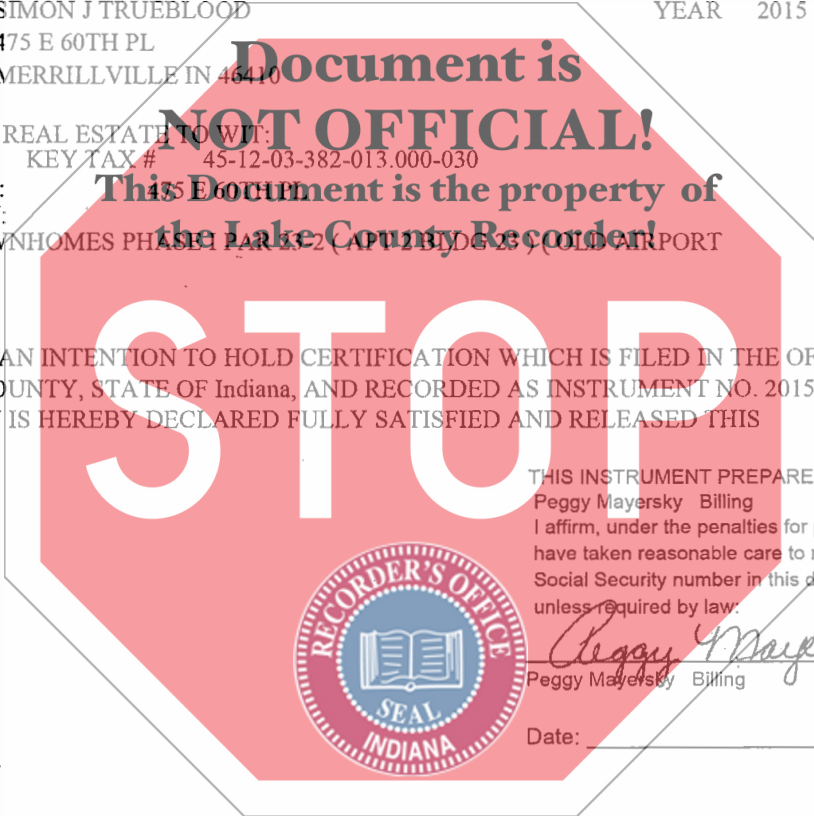 SIMON J TRUEBLOOD YEAR 2015
475 E 60TH PL
MERRILLVILLE IN 46410
Document is
NOT OFFICIAL!
REAL ESTATE TO WIT:
KEY TAX # 45-12-03-382-013.000-030
This Document is the property of
: 475 E 60TH PL
:
the Lake County Recorder!
WNHOMES PHASE I PAR 23-2 ( APT 2 BLDG 23 ) ( OLD AIRPORT
STOP
AN INTENTION TO HOLD CERTIFICATION WHICH IS FILED IN THE OF
OUNTY, STATE OF Indiana, AND RECORDED AS INSTRUMENT NO. 2015
IS HEREBY DECLARED FULLY SATISFIED AND RELEASED THIS
THIS INSTRUMENT PREPARE
Peggy Mayersky Billing
I affirm, under the penalties for
have taken reasonable care to
Social Security number in this d
unless required by law:
Peggy Maye
Peggy Mayersky Billing
Date:
RECORDER'S OFFICE
SEAL
INDIANA